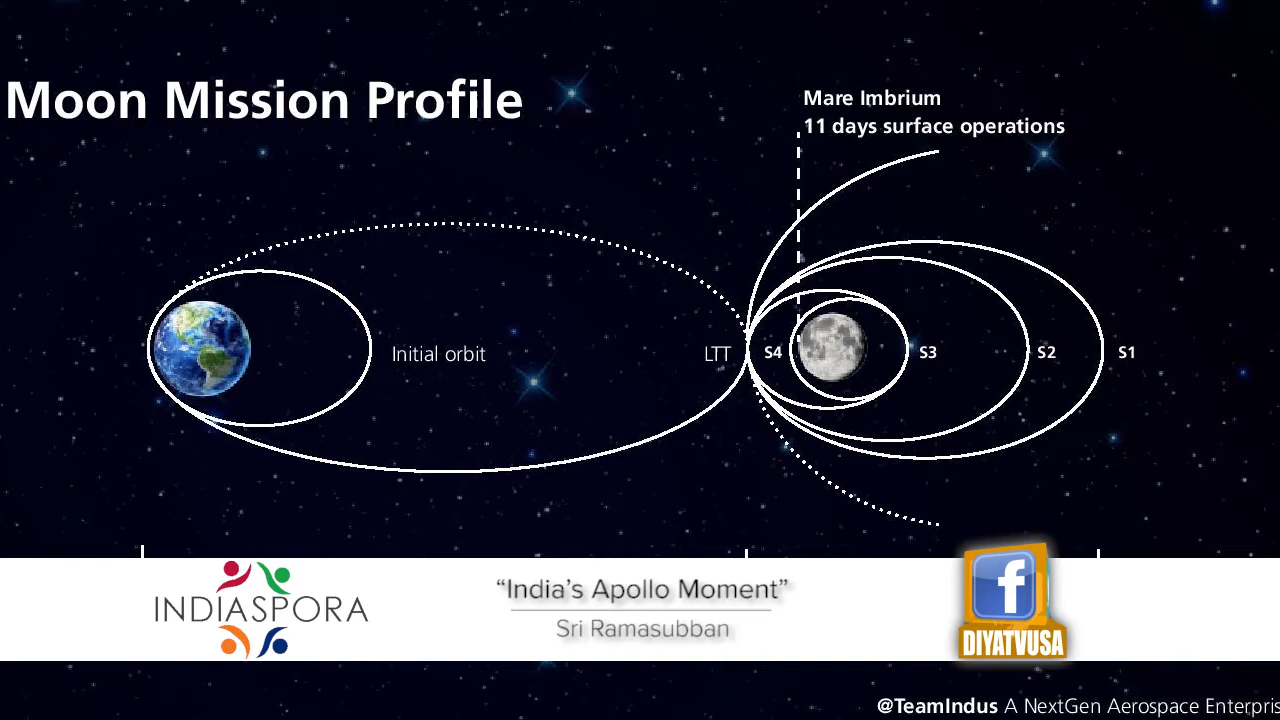 Moon Mission Profile
Mare Imbrium
11 days surface operations
Initial orbit
LTT
S4
S3
S2
S1
INDIASPORA
“India’s Apollo Moment”
Sri Ramasubban
f
DIYATVUSA
@TeamIndus A NextGen Aerospace Enterpris